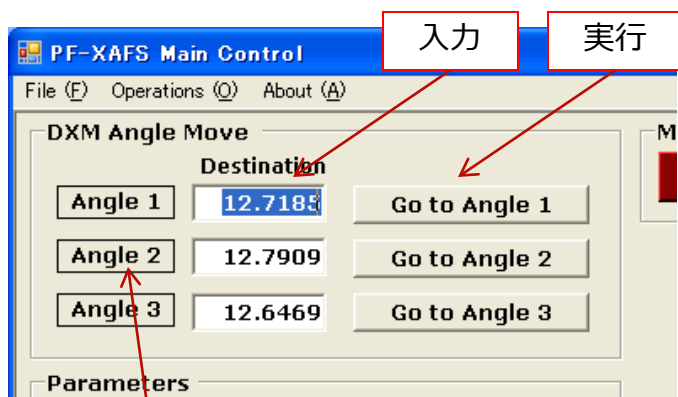 入力
実行
PF-XAFS Main Control
File (F) Operations (O) About (A)
DXM Angle Move
M
Destination
Angle 1 12.7185 Go to Angle 1
Angle 2 12.7909 Go to Angle 2
Angle 3 12.6469 Go to Angle 3
Parameters